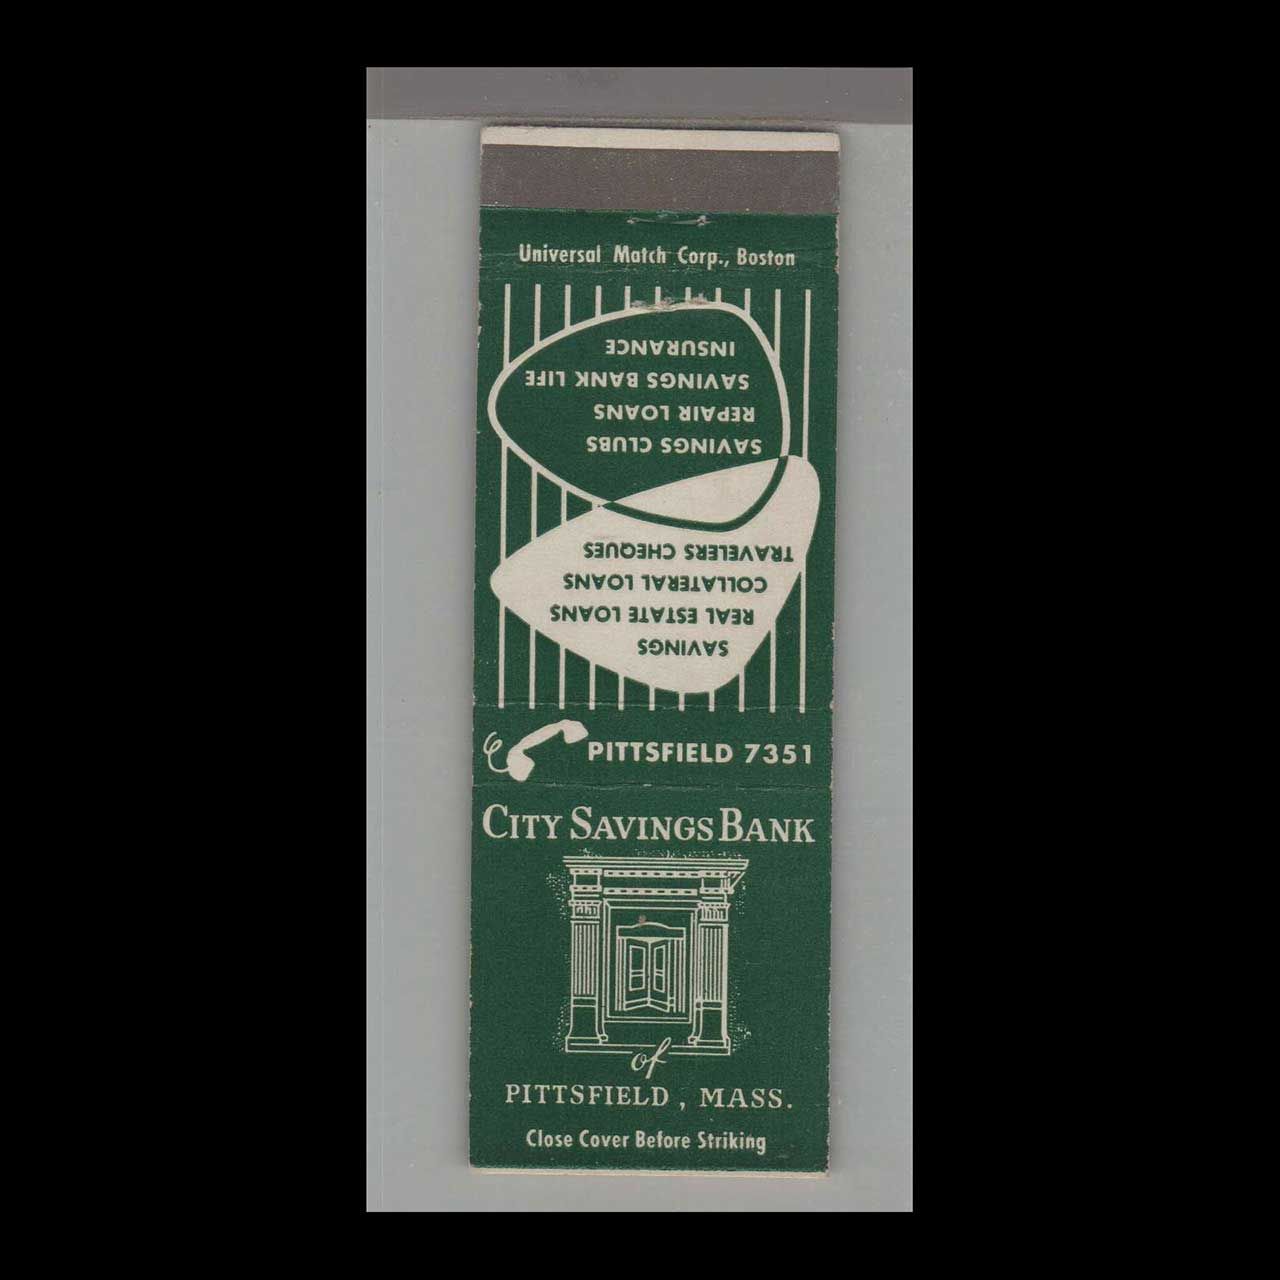 Universal Match Corp., Boston
SAVINGS
REAL ESTATE LOANS
COLLATERAL LOANS
TRAVELERS CHEQUES
SAVINGS CLUBS
REPAIR LOANS
SAVINGS BANK LIFE
INSURANCE
PITTSFIELD 7351
CITY SAVINGS BANK
of
PITTSFIELD, MASS.
Close Cover Before Striking